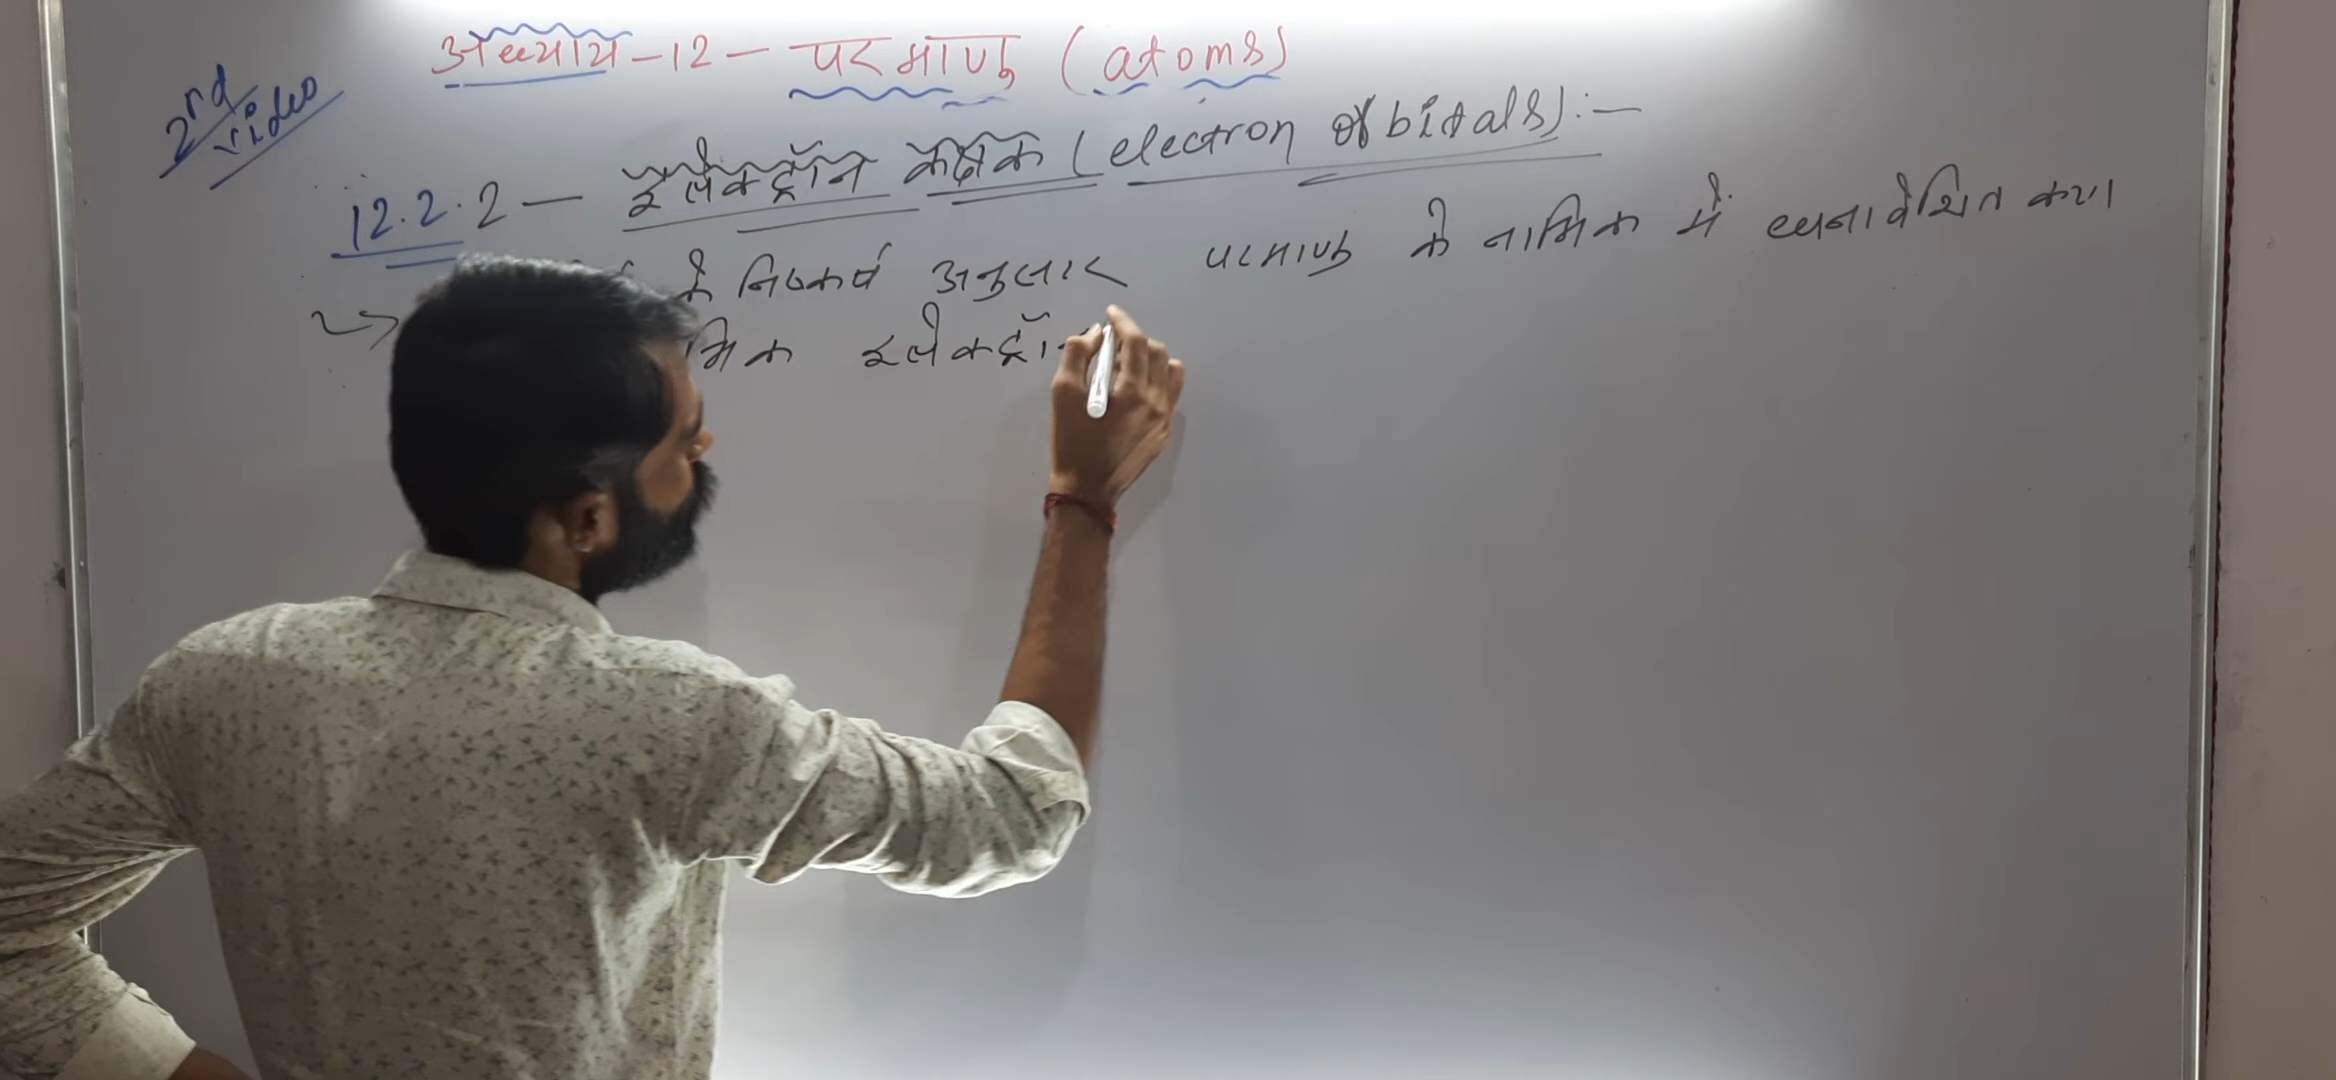 अध्याय-12- परमाणु (atoms)
2rd video
12.2.2 — इलेक्ट्रॉन कक्षक (electron orbitals):—
के निष्कर्ष अनुसार परमाणु के नाभिक में धनावेशित कण
इलेक्ट्रॉन